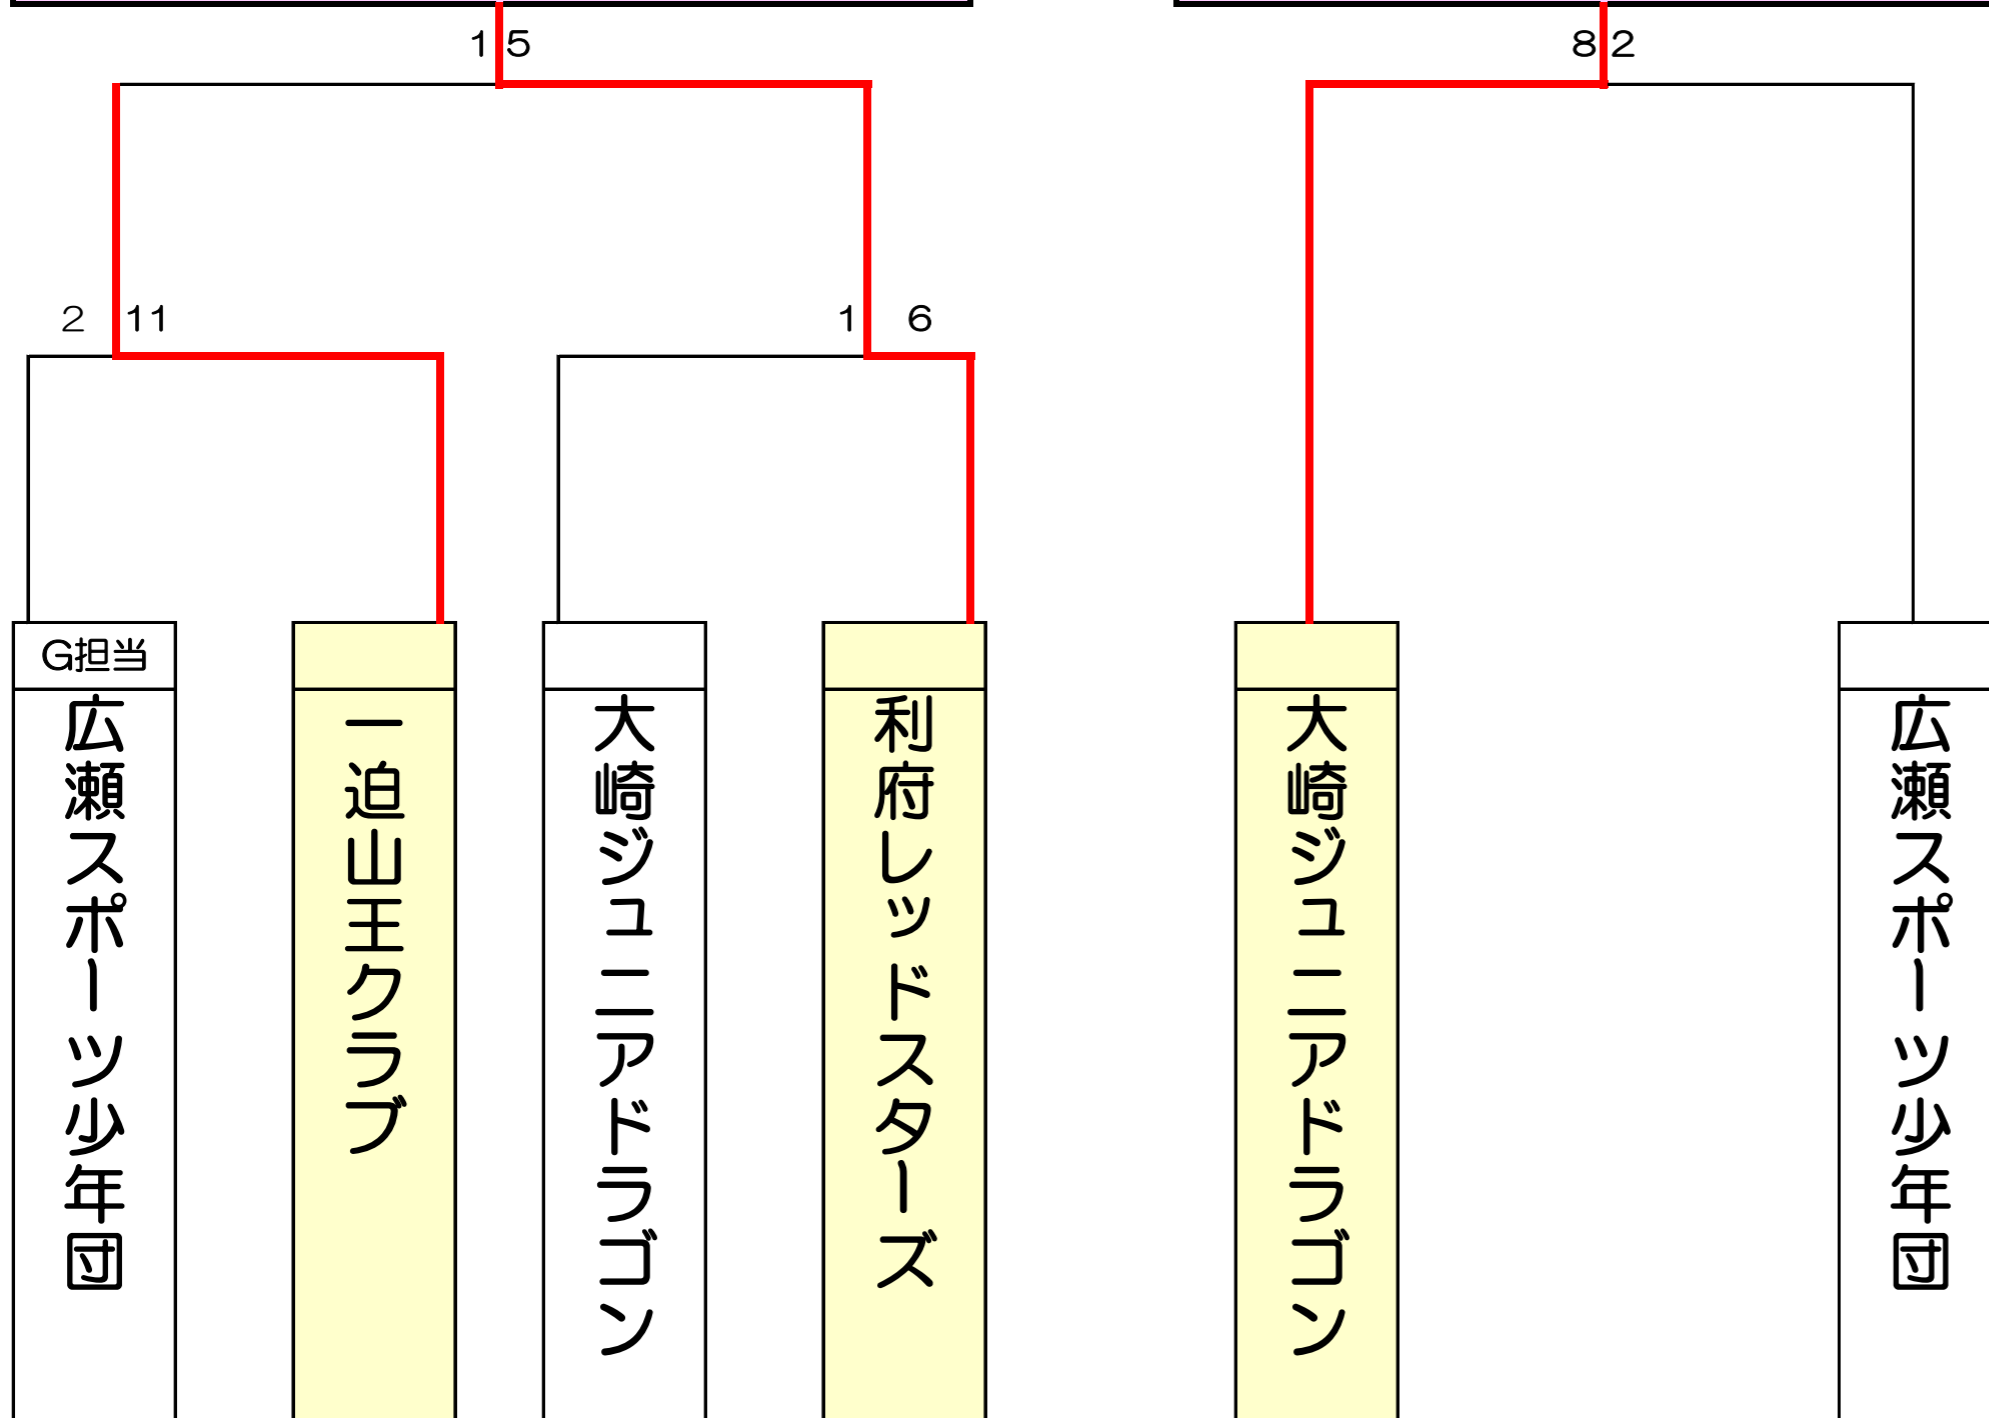 1 5
8 2
2 11
1 6
G担当
広瀬スポーツ少年団
一迫山王クラブ
大崎ジュニアドラゴン
利府レッドスターズ
大崎ジュニアドラゴン
広瀬スポーツ少年団